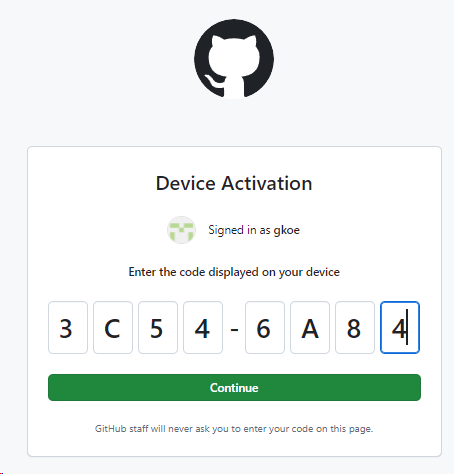 Device Activation
Signed in as gkoe
Enter the code displayed on your device
3 C 5 4 - 6 A 8 4
Continue
GitHub staff will never ask you to enter your code on this page.